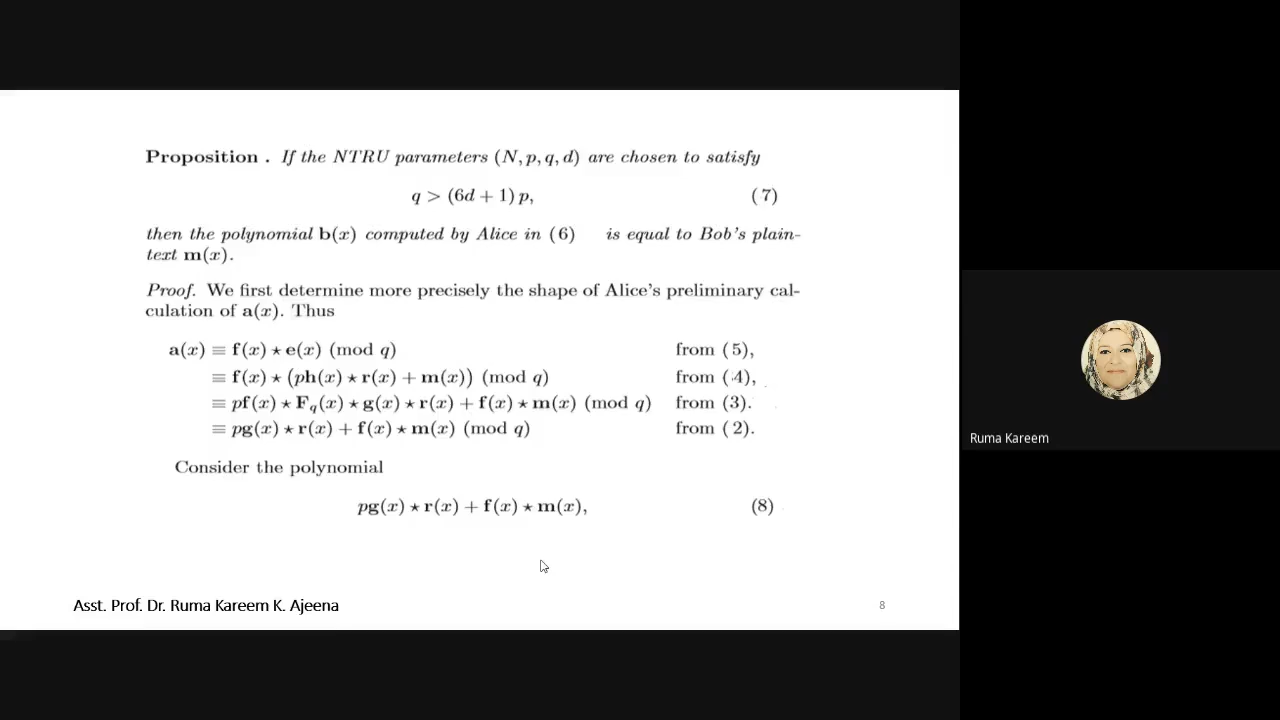 Proposition . If the NTRU parameters (N, p, q, d) are chosen to satisfy
q > (6d + 1) p, ( 7)
then the polynomial b(x) computed by Alice in (6) is equal to Bob's plain-
text m(x).
Proof. We first determine more precisely the shape of Alice's preliminary cal-
culation of a(x). Thus
a(x) ≡ f(x) ⋆ e(x) (mod q) from ( 5),
≡ f(x) ⋆ (ph(x) ⋆ r(x) + m(x)) (mod q) from ( 4),
≡ pf(x) ⋆ F_q(x) ⋆ g(x) ⋆ r(x) + f(x) ⋆ m(x) (mod q) from (3).
≡ pg(x) ⋆ r(x) + f(x) ⋆ m(x) (mod q) from ( 2).
Consider the polynomial
pg(x) ⋆ r(x) + f(x) ⋆ m(x), (8)
Asst. Prof. Dr. Ruma Kareem K. Ajeena 8
Ruma Kareem